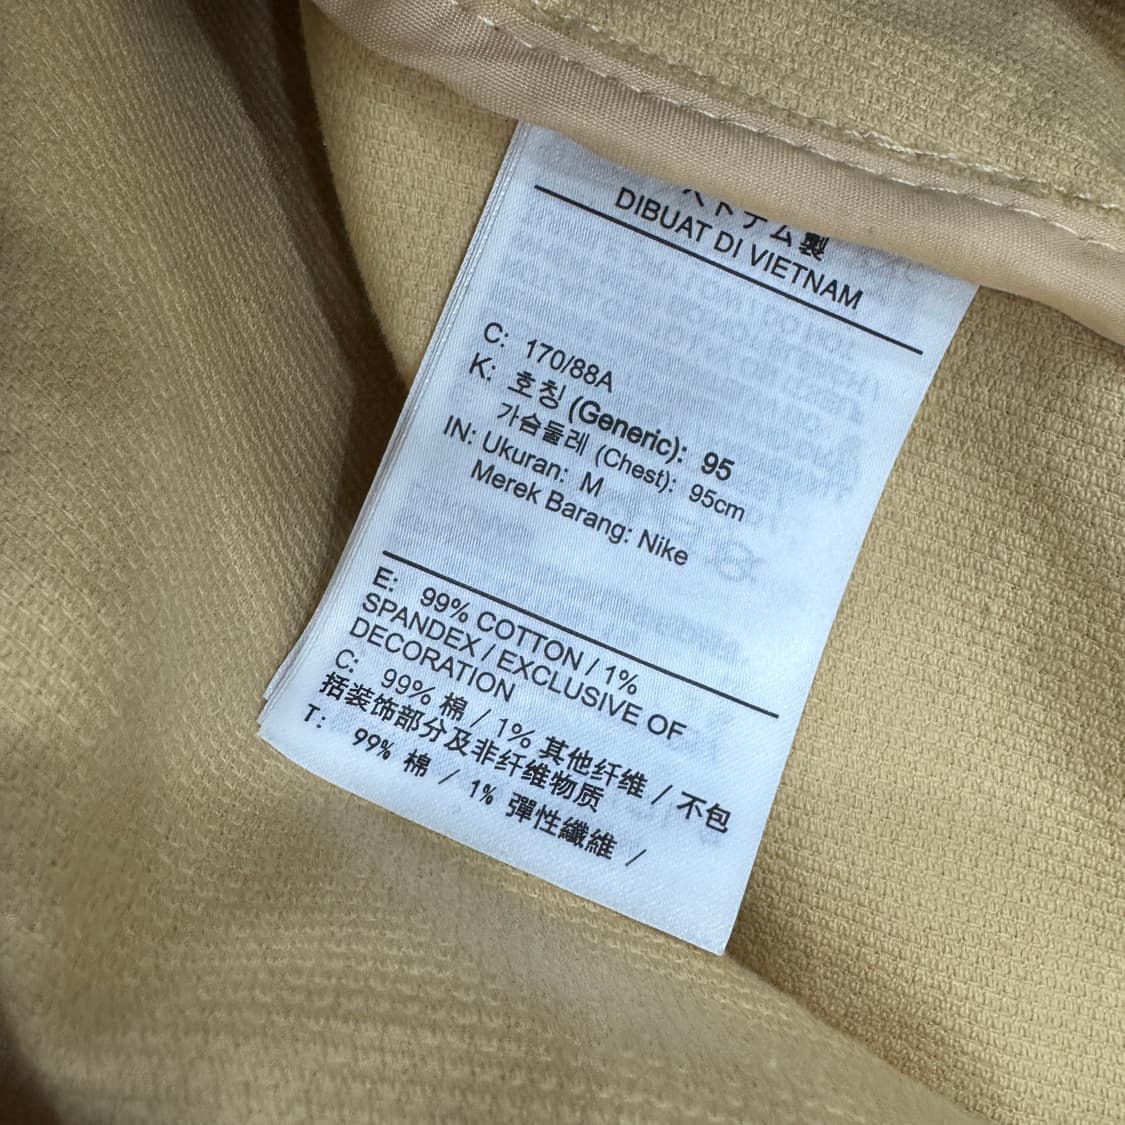 ベトナム製
DIBUAT DI VIETNAM
C: 170/88A
K: 호칭 (Generic): 95
가슴둘레 (Chest): 95cm
IN: Ukuran: M
Merek Barang: Nike
E: 99% COTTON / 1%
SPANDEX / EXCLUSIVE OF
DECORATION
C: 99% 棉 / 1% 其他纤维 / 不包
括装饰部分及非纤维物质
T: 99% 棉 / 1% 彈性纖維 /